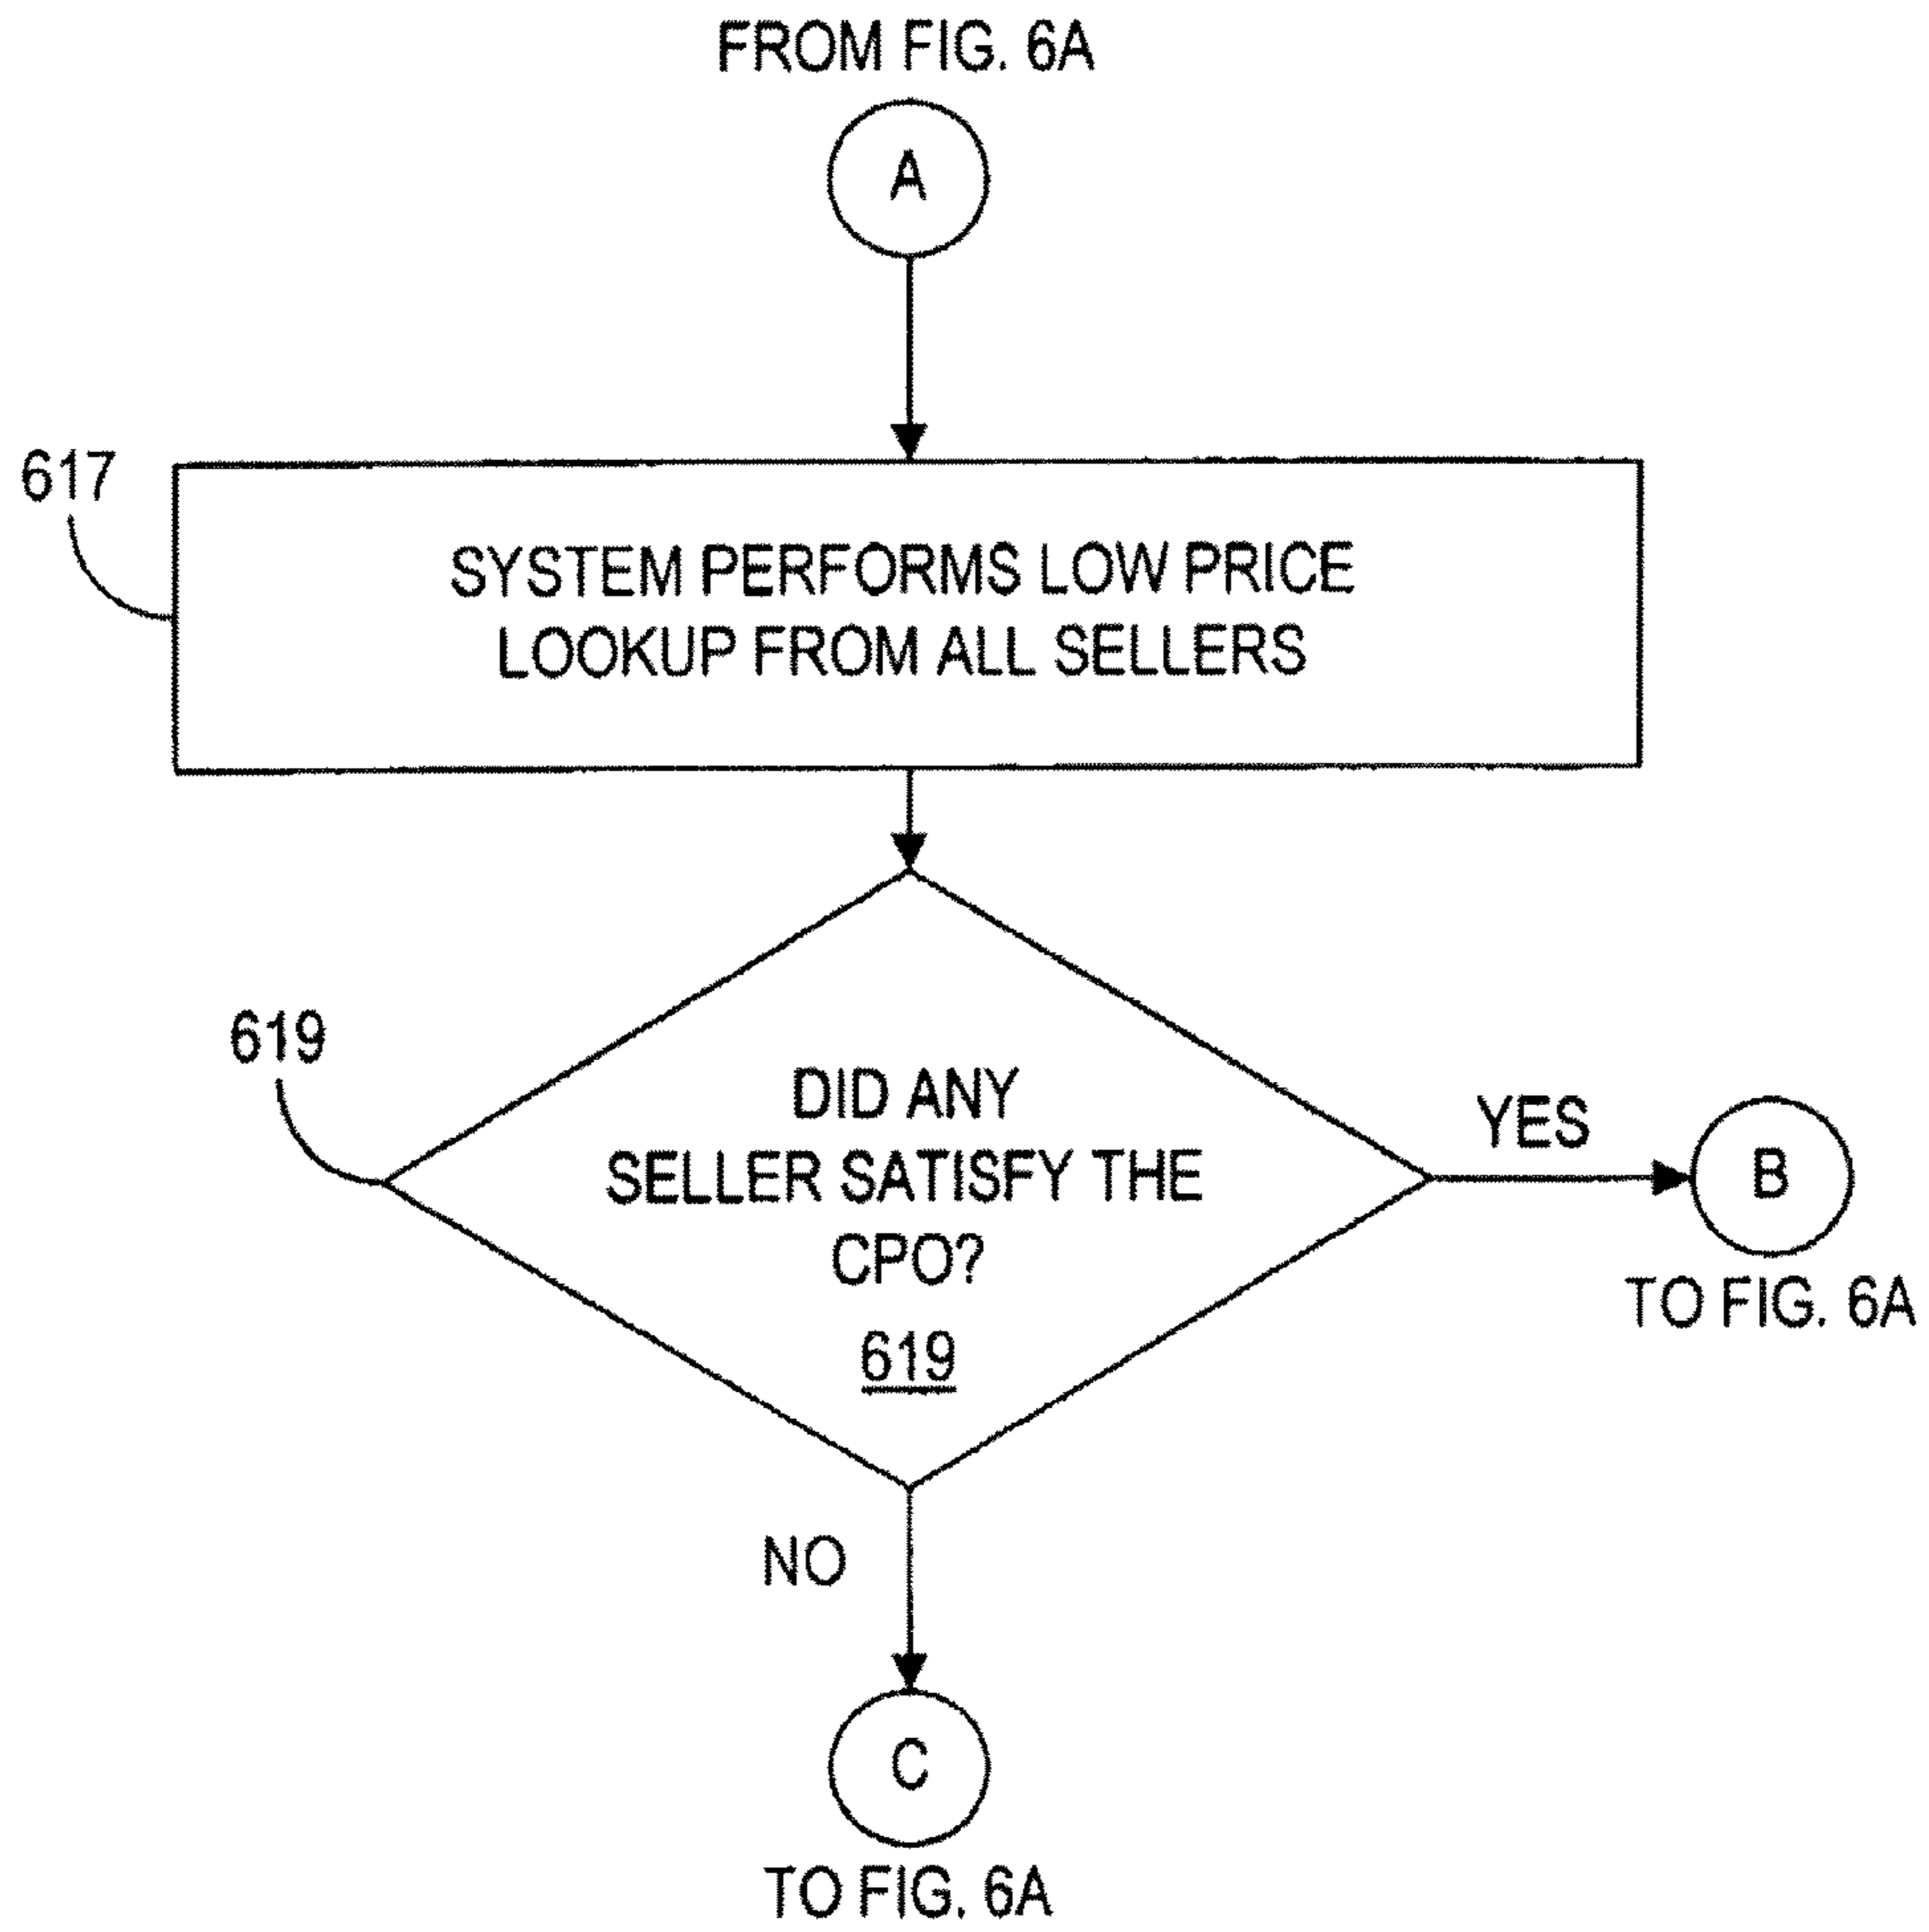 FROM FIG. 6A
A
617
SYSTEM PERFORMS LOW PRICE
LOOKUP FROM ALL SELLERS
619
DID ANY
SELLER SATISFY THE
CPO?
619
YES
B
TO FIG. 6A
NO
C
TO FIG. 6A